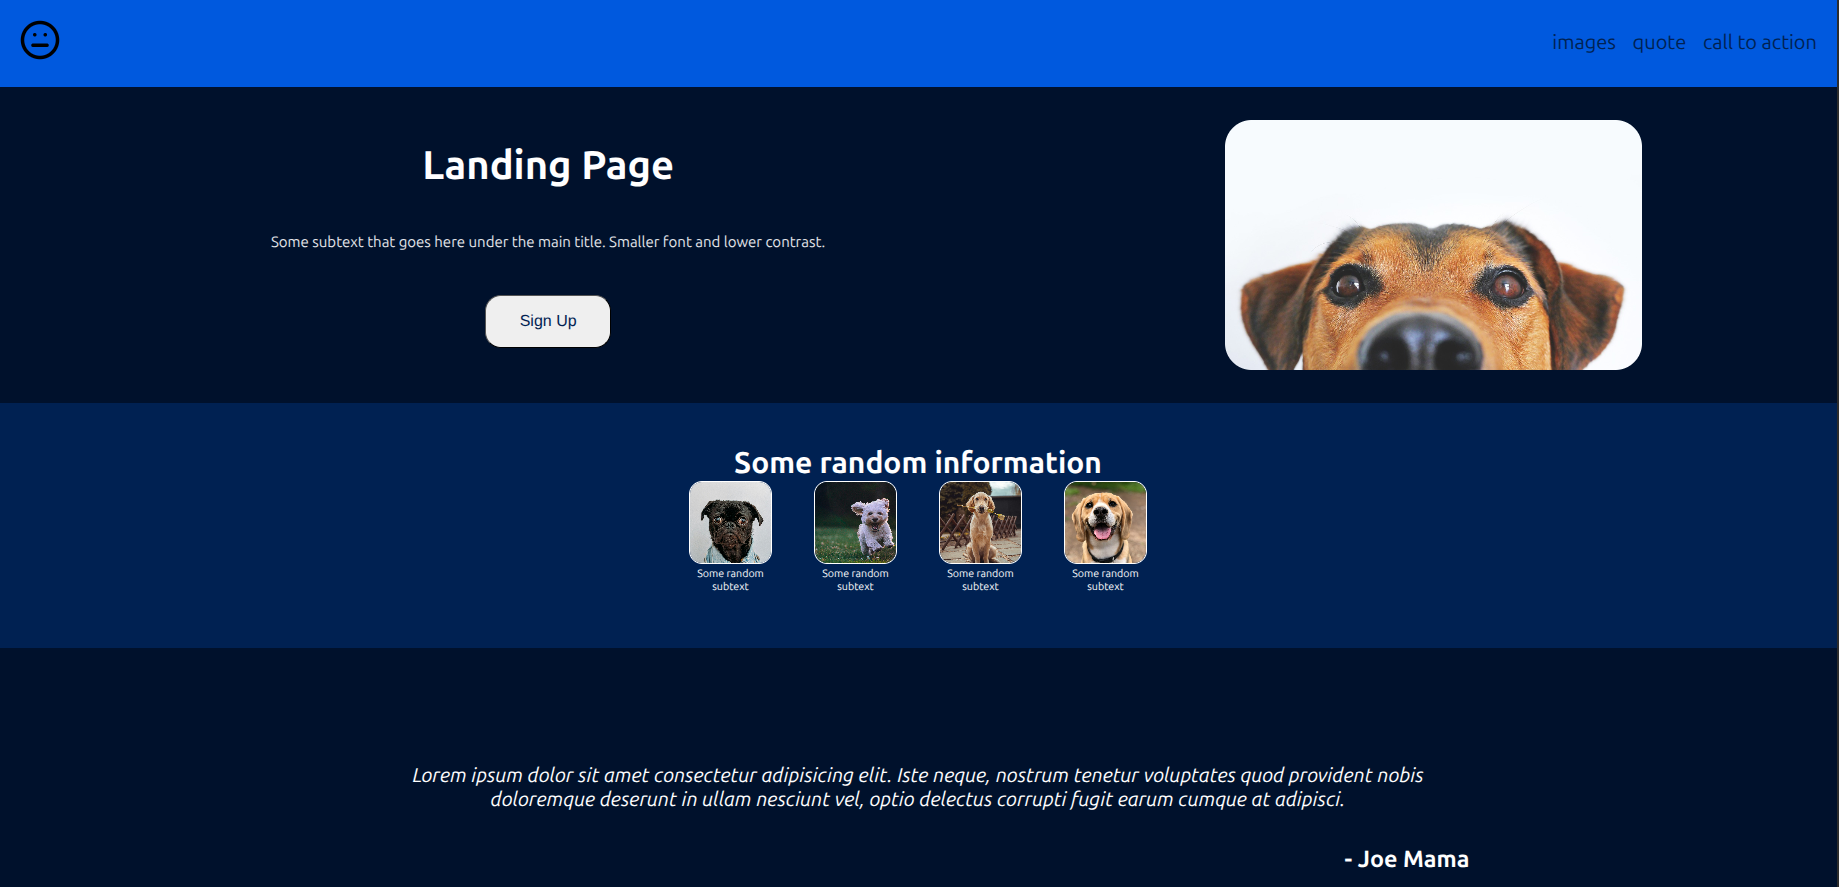 images quote call to action
Landing Page
Some subtext that goes here under the main title. Smaller font and lower contrast.
Sign Up
Some random information
Some random
subtext
Some random
subtext
Some random
subtext
Some random
subtext
Lorem ipsum dolor sit amet consectetur adipisicing elit. Iste neque, nostrum tenetur voluptates quod provident nobis
doloremque deserunt in ullam nesciunt vel, optio delectus corrupti fugit earum cumque at adipisci.
- Joe Mama